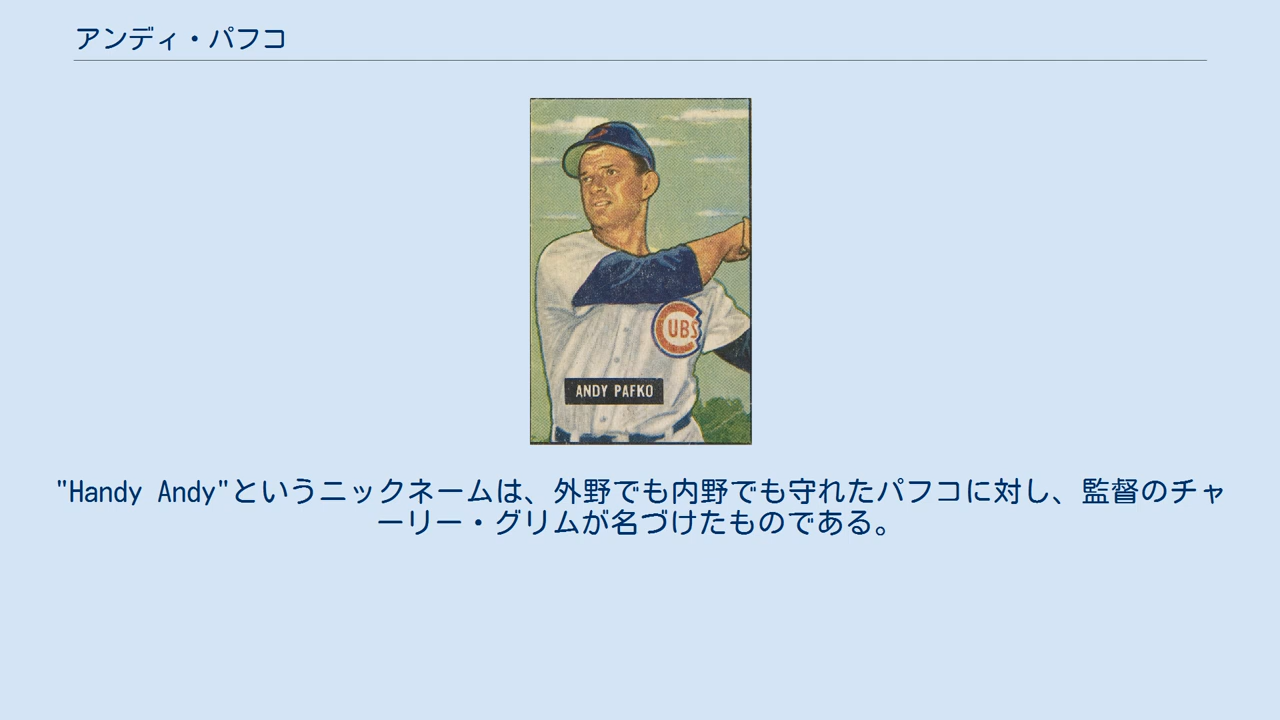 アンディ・パフコ
CUBS
ANDY PAFKO
"Handy Andy"というニックネームは、外野でも内野でも守れたパフコに対し、監督のチャ
ーリー・グリムが名づけたものである。